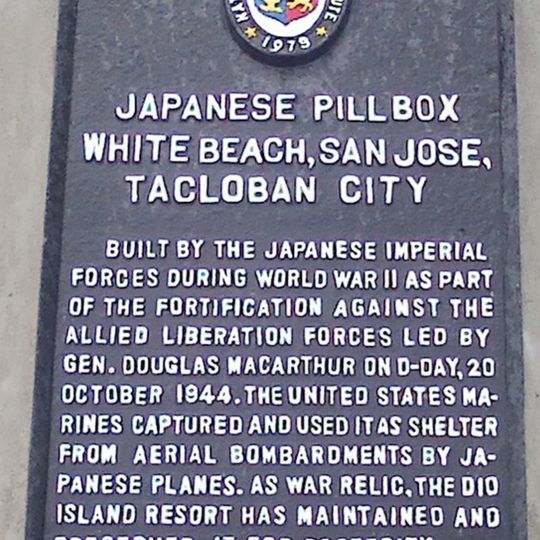 1979
JAPANESE PILLBOX
WHITE BEACH, SAN JOSE,
TACLOBAN CITY
BUILT BY THE JAPANESE IMPERIAL
FORCES DURING WORLD WAR II AS PART
OF THE FORTIFICATION AGAINST THE
ALLIED LIBERATION FORCES LED BY
GEN. DOUGLAS MACARTHUR ON D-DAY, 20
OCTOBER 1944. THE UNITED STATES MA-
RINES CAPTURED AND USED IT AS SHELTER
FROM AERIAL BOMBARDMENTS BY JA-
PANESE PLANES. AS WAR RELIC, THE DIO
ISLAND RESORT HAS MAINTAINED AND